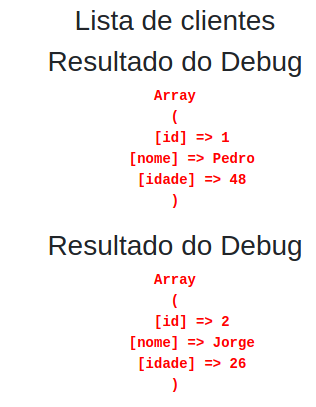 Lista de clientes
Resultado do Debug
Array
(
[id] => 1
[nome] => Pedro
[idade] => 48
)
Resultado do Debug
Array
(
[id] => 2
[nome] => Jorge
[idade] => 26
)